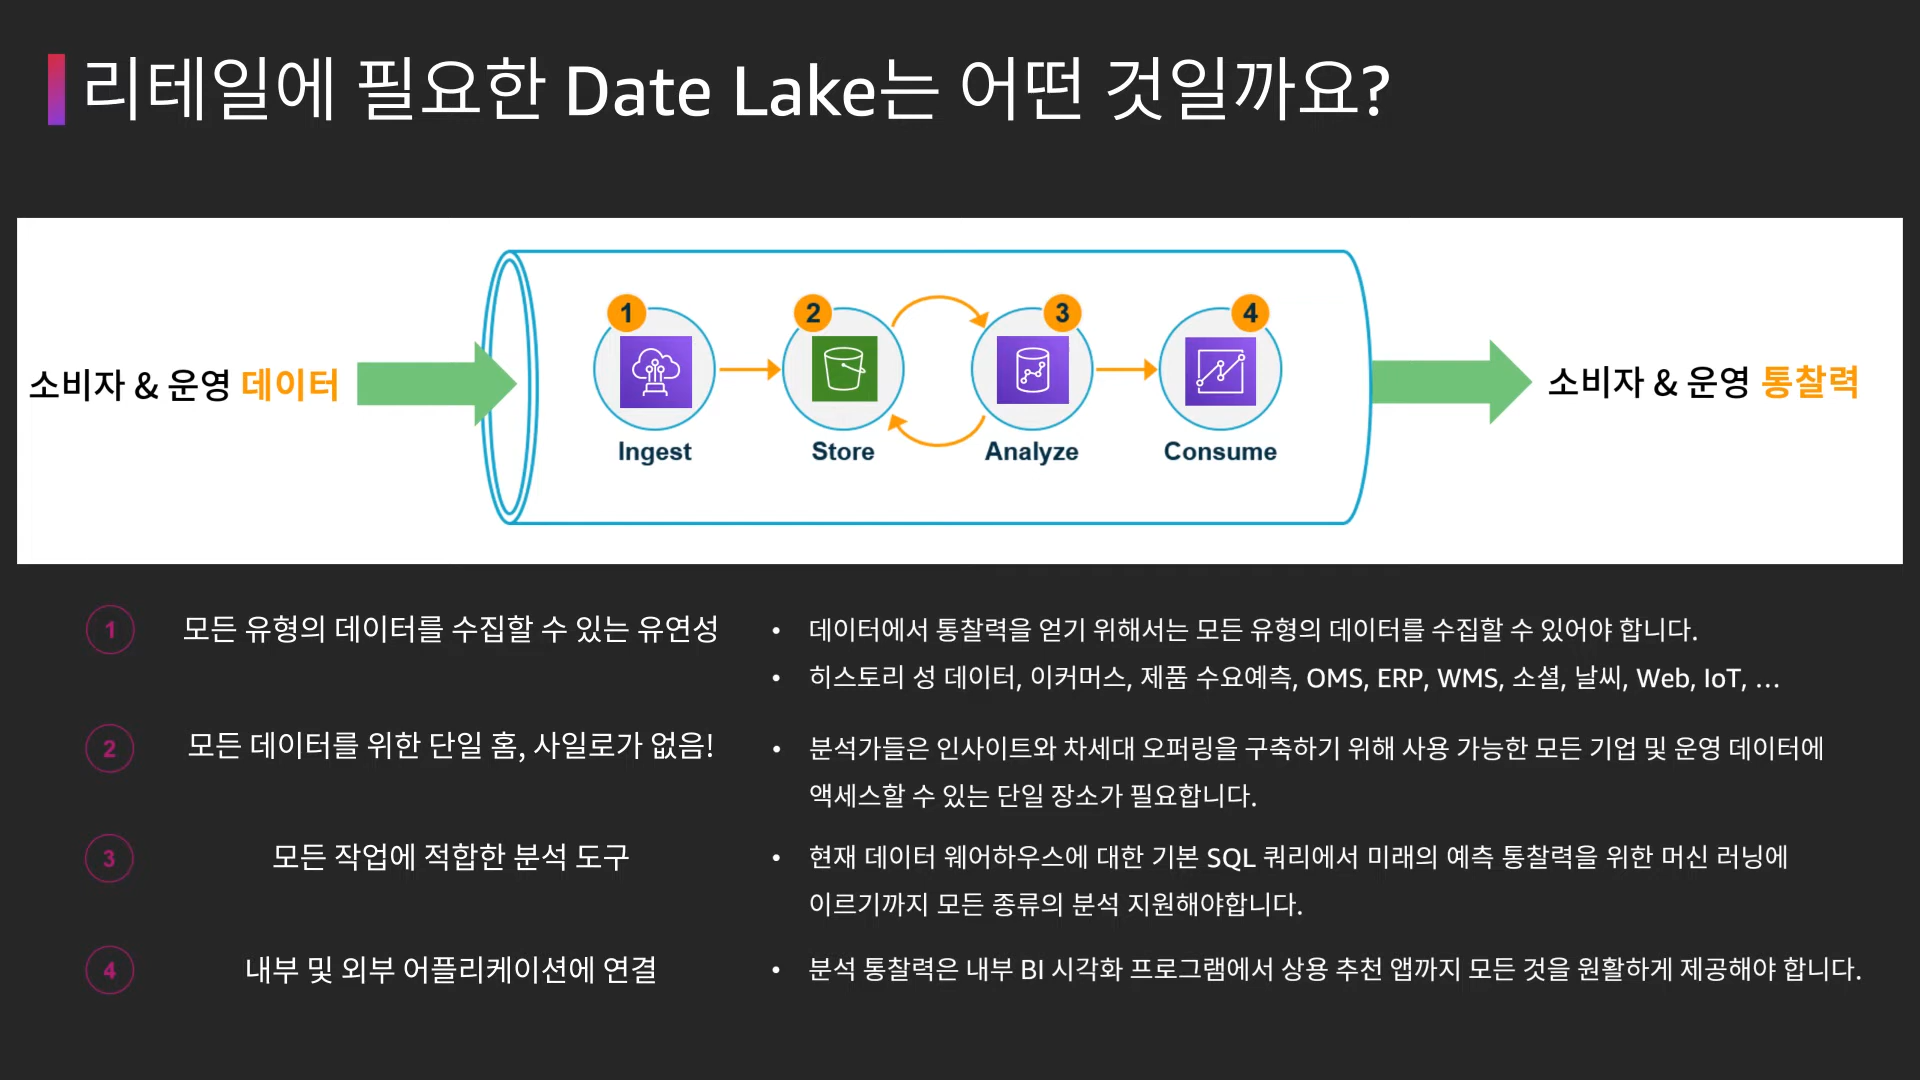 리테일에 필요한 Date Lake는 어떤 것일까요?
소비자 & 운영 데이터
1
2
3
4
Ingest
Store
Analyze
Consume
소비자 & 운영 통찰력
1
모든 유형의 데이터를 수집할 수 있는 유연성
• 데이터에서 통찰력을 얻기 위해서는 모든 유형의 데이터를 수집할 수 있어야 합니다.
• 히스토리 성 데이터, 이커머스, 제품 수요예측, OMS, ERP, WMS, 소셜, 날씨, Web, IoT, …
2
모든 데이터를 위한 단일 홈, 사일로가 없음!
• 분석가들은 인사이트와 차세대 오퍼링을 구축하기 위해 사용 가능한 모든 기업 및 운영 데이터에
액세스할 수 있는 단일 장소가 필요합니다.
3
모든 작업에 적합한 분석 도구
• 현재 데이터 웨어하우스에 대한 기본 SQL 쿼리에서 미래의 예측 통찰력을 위한 머신 러닝에
이르기까지 모든 종류의 분석 지원해야합니다.
4
내부 및 외부 어플리케이션에 연결
• 분석 통찰력은 내부 BI 시각화 프로그램에서 상용 추천 앱까지 모든 것을 원활하게 제공해야 합니다.